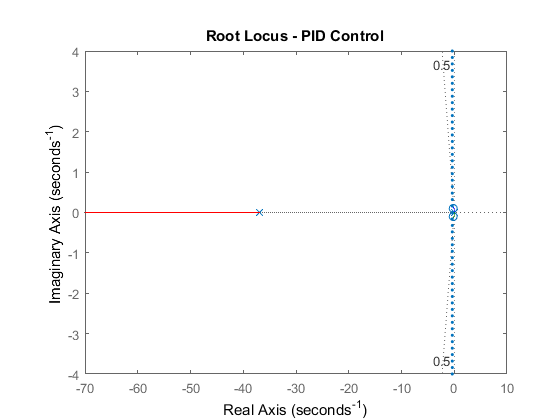 Root Locus - PID Control
Imaginary Axis (seconds⁻¹)
4
3
2
1
0
-1
-2
-3
-4
0.5
0.5
-70 -60 -50 -40 -30 -20 -10 0 10
Real Axis (seconds⁻¹)